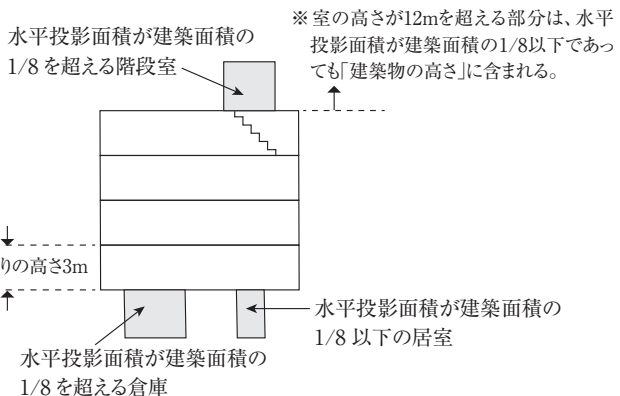 水平投影面積が建築面積の
1/8 を超える階段室
※ 室の高さが12mを超える部分は、水平
投影面積が建築面積の1/8以下であっ
ても「建築物の高さ」に含まれる。
りの高さ3m
水平投影面積が建築面積の
1/8 以下の居室
水平投影面積が建築面積の
1/8 を超える倉庫